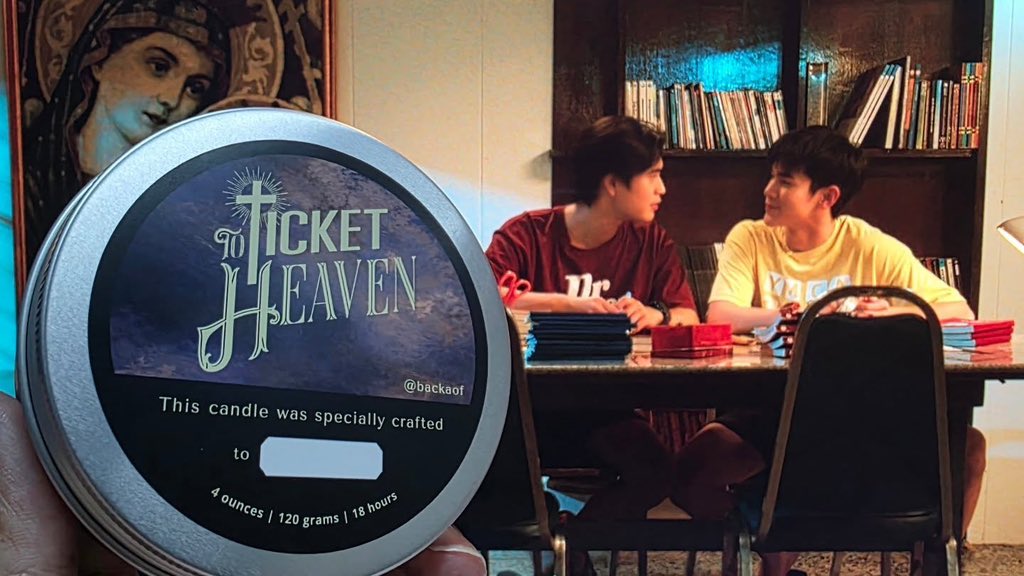 TICKET
TO
HEAVEN
@backaof
This candle was specially crafted
to
4 ounces | 120 grams | 18 hours